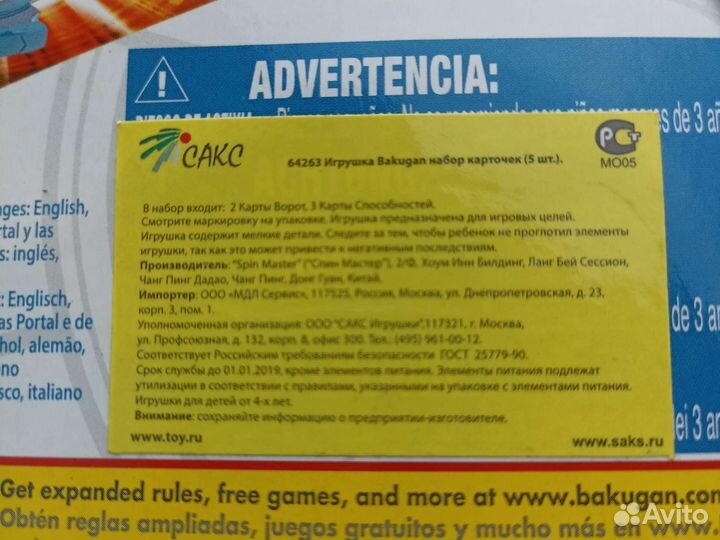 ADVERTENCIA:
de 3 añ
САКС
64263 Игрушка Bakugan набор карточек (5 шт.).
РСТ
МО05
В набор входит: 2 Карты Ворот, 3 Карты Способностей.
Смотрите маркировку на упаковке. Игрушка предназначена для игровых целей.
Игрушка содержит мелкие детали. Следите за тем, чтобы ребенок не проглотил элементы
игрушки, так как это может привести к негативным последствиям.
Производитель: "Spin Master" ("Спин Мастер"), 2/Ф, Хоум Инн Билдинг, Ланг Бей Сессион,
Чанг Пинг Дадао, Чанг Пинг, Донг Гуан, Китай.
Импортер: ООО «МДЛ Сервис», 117525, Россия, Москва, ул. Днепропетровская, д. 23,
корп. 3, пом. 1.
Уполномоченная организация: ООО "САКС Игрушки",117321, г. Москва,
ул. Профсоюзная, д. 132, корп. 8, офис 300. Тел.: (495) 961-00-12.
Соответствует Российским требованиям безопасности ГОСТ 25779-90.
Срок службы до 01.01.2019, кроме элементов питания. Элементы питания подлежат
утилизации в соответствии с правилами, указанными на упаковке с элементами питания.
Игрушки для детей от 4-х лет.
Внимание: сохраняйте информацию о предприятии-изготовителе.
www.toy.ru
www.saks.ru
ages: English,
rtal y las
s: inglés,
: Englisch,
as Portal e de
hol, alemão,
ano
sco, italiano
de 3 añ
de 3 a
ei 3 an
Get expanded rules, free games, and more at www.bakugan.com
Obtén reglas ampliadas, juegos gratuitos y mucho más en www.
Avito